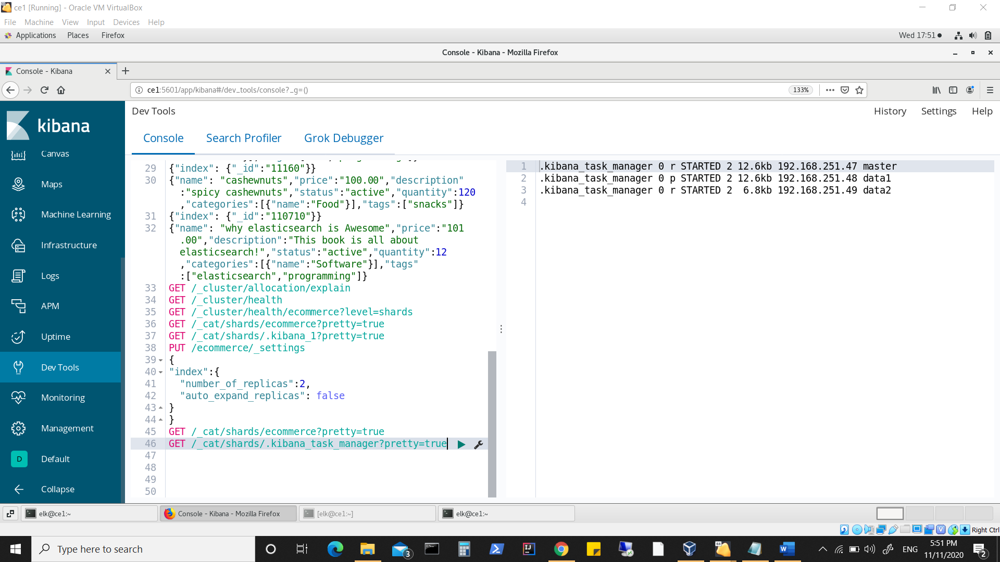 ce1 [Running] - Oracle VM VirtualBox
File Machine View Input Devices Help
Applications Places Firefox Wed 17:51
Console - Kibana - Mozilla Firefox
Console - Kibana
ce1:5601/app/kibana#/dev_tools/console?_g=() 133%
kibana
Canvas
Maps
Machine Learning
Infrastructure
Logs
APM
Uptime
Dev Tools
Monitoring
Management
D Default
Collapse
Dev Tools History Settings Help
Console Search Profiler Grok Debugger
29 {"index": {"_id":"11160"}}
30 {"name": "cashewnuts","price":"100.00","description"
:"spicy cashewnuts","status":"active","quantity":120
,"categories":[{"name":"Food"}],"tags":["snacks"]}
31 {"index": {"_id":"110710"}}
32 {"name": "why elasticsearch is Awesome","price":"101
.00","description":"This book is all about
elasticsearch!","status":"active","quantity":12
,"categories":[{"name":"Software"}],"tags"
:["elasticsearch","programming"]}
33 GET /_cluster/allocation/explain
34 GET /_cluster/health
35 GET /_cluster/health/ecommerce?level=shards
36 GET /_cat/shards/ecommerce?pretty=true
37 GET /_cat/shards/.kibana_1?pretty=true
38 PUT /ecommerce/_settings
39 {
40 "index":{
41 "number_of_replicas":2,
42 "auto_expand_replicas": false
43 }
44 }
45 GET /_cat/shards/ecommerce?pretty=true
46 GET /_cat/shards/.kibana_task_manager?pretty=true
47
48
49
50
1 .kibana_task_manager 0 r STARTED 2 12.6kb 192.168.251.47 master
2 .kibana_task_manager 0 p STARTED 2 12.6kb 192.168.251.48 data1
3 .kibana_task_manager 0 r STARTED 2 6.8kb 192.168.251.49 data2
4
elk@ce1:~ Console - Kibana - Mozilla Firefox [elk@ce1:~] elk@ce1:~
Right Ctrl
Type here to search 3 ENG 5:51 PM
11/11/2020 2